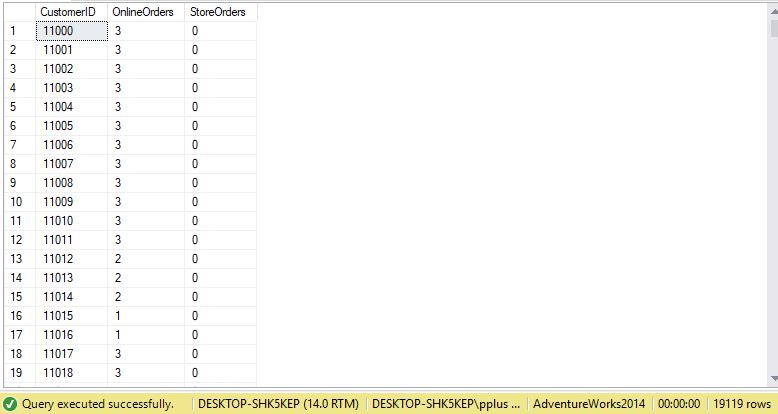 CustomerID OnlineOrders StoreOrders
1 11000 3 0
2 11001 3 0
3 11002 3 0
4 11003 3 0
5 11004 3 0
6 11005 3 0
7 11006 3 0
8 11007 3 0
9 11008 3 0
10 11009 3 0
11 11010 3 0
12 11011 3 0
13 11012 2 0
14 11013 2 0
15 11014 2 0
16 11015 1 0
17 11016 1 0
18 11017 3 0
19 11018 3 0
Query executed successfully. DESKTOP-SHK5KEP (14.0 RTM) DESKTOP-SHK5KEP\pplus ... AdventureWorks2014 00:00:00 19119 rows